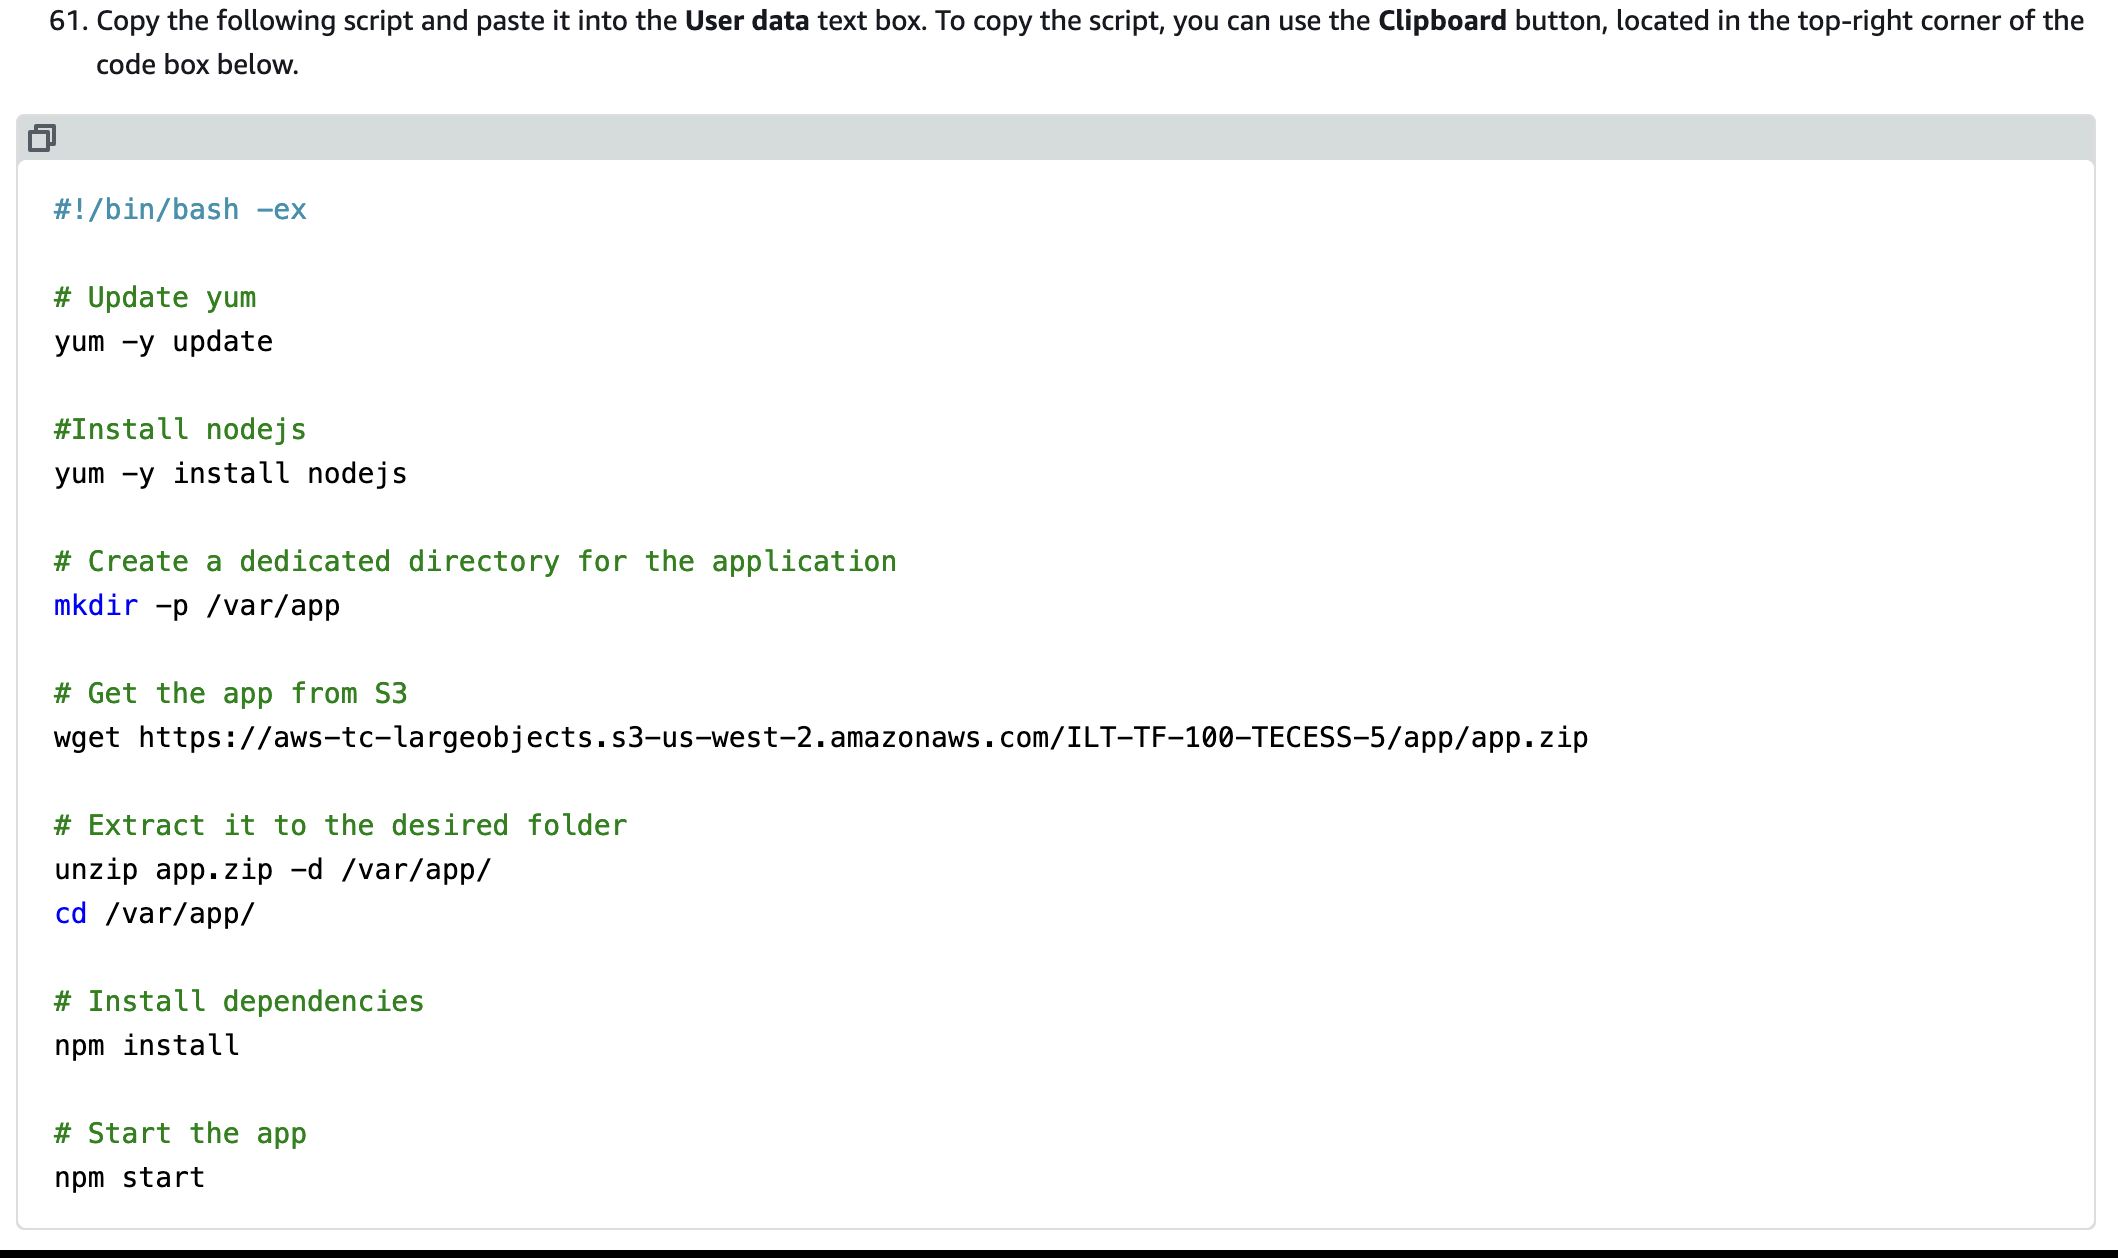 61. Copy the following script and paste it into the User data text box. To copy the script, you can use the Clipboard button, located in the top-right corner of the
code box below.
#!/bin/bash -ex
# Update yum
yum -y update
#Install nodejs
yum -y install nodejs
# Create a dedicated directory for the application
mkdir -p /var/app
# Get the app from S3
wget https://aws-tc-largeobjects.s3-us-west-2.amazonaws.com/ILT-TF-100-TECESS-5/app/app.zip
# Extract it to the desired folder
unzip app.zip -d /var/app/
cd /var/app/
# Install dependencies
npm install
# Start the app
npm start